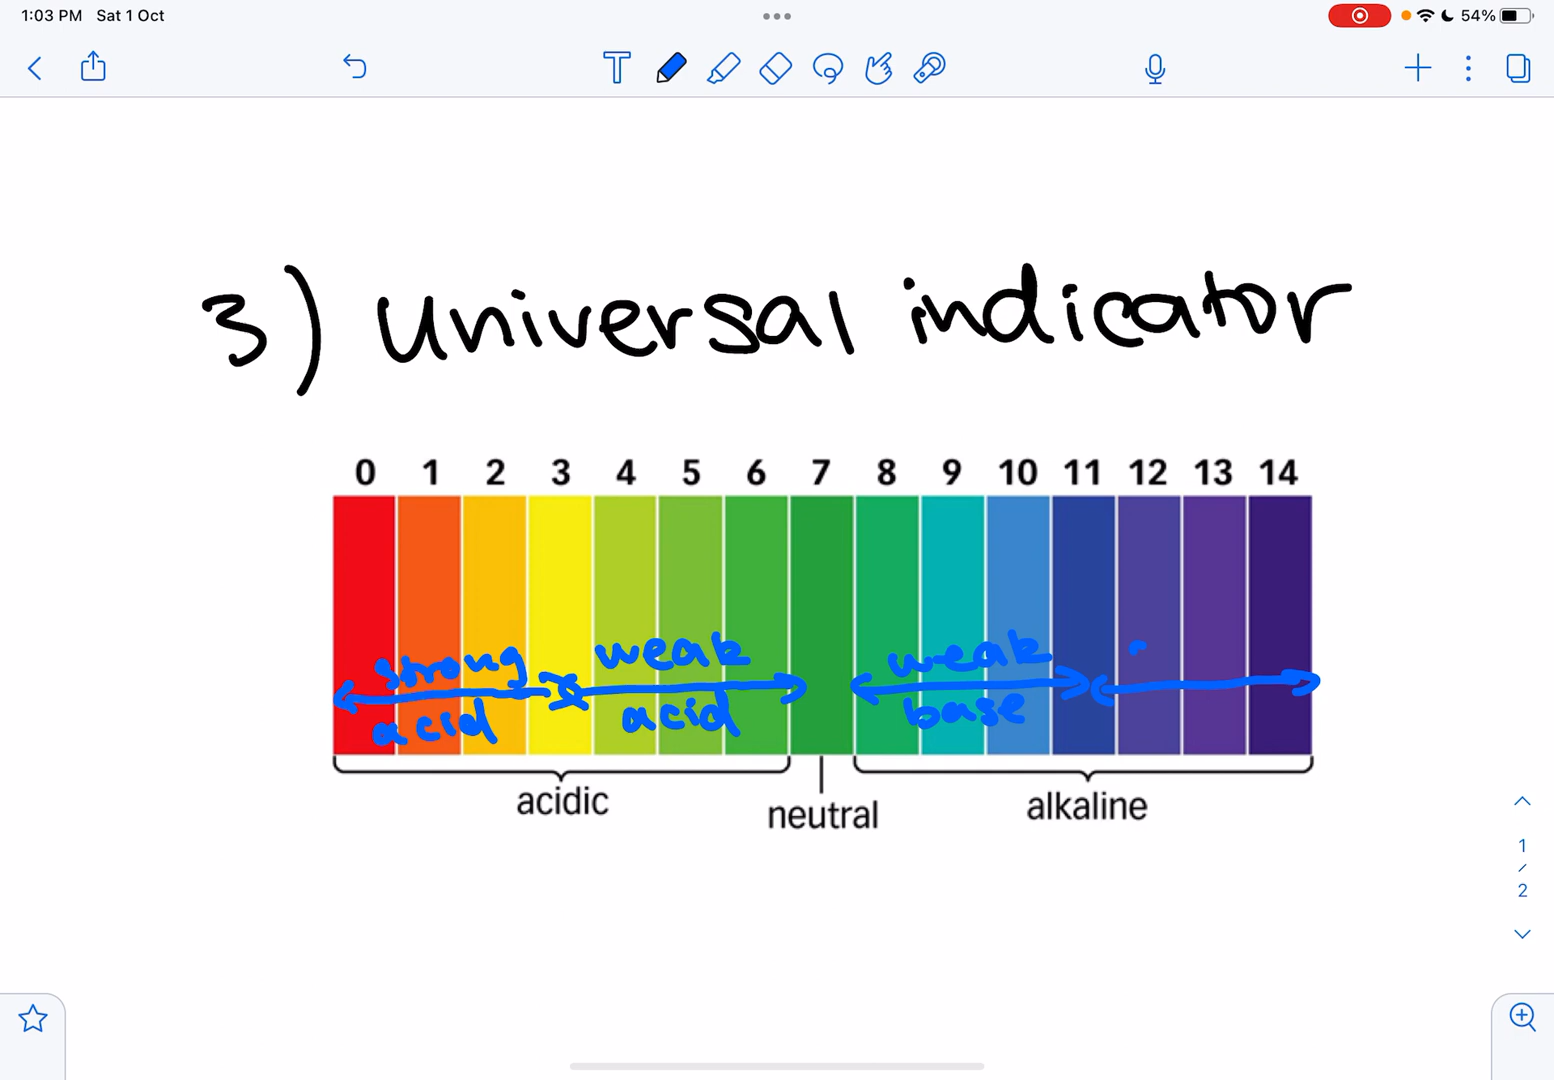 1:03 PM Sat 1 Oct
54%
T
3) Universal indicator
0 1 2 3 4 5 6 7 8 9 10 11 12 13 14
strong acid
weak acid
weak base
acidic
neutral
alkaline
1
/
2